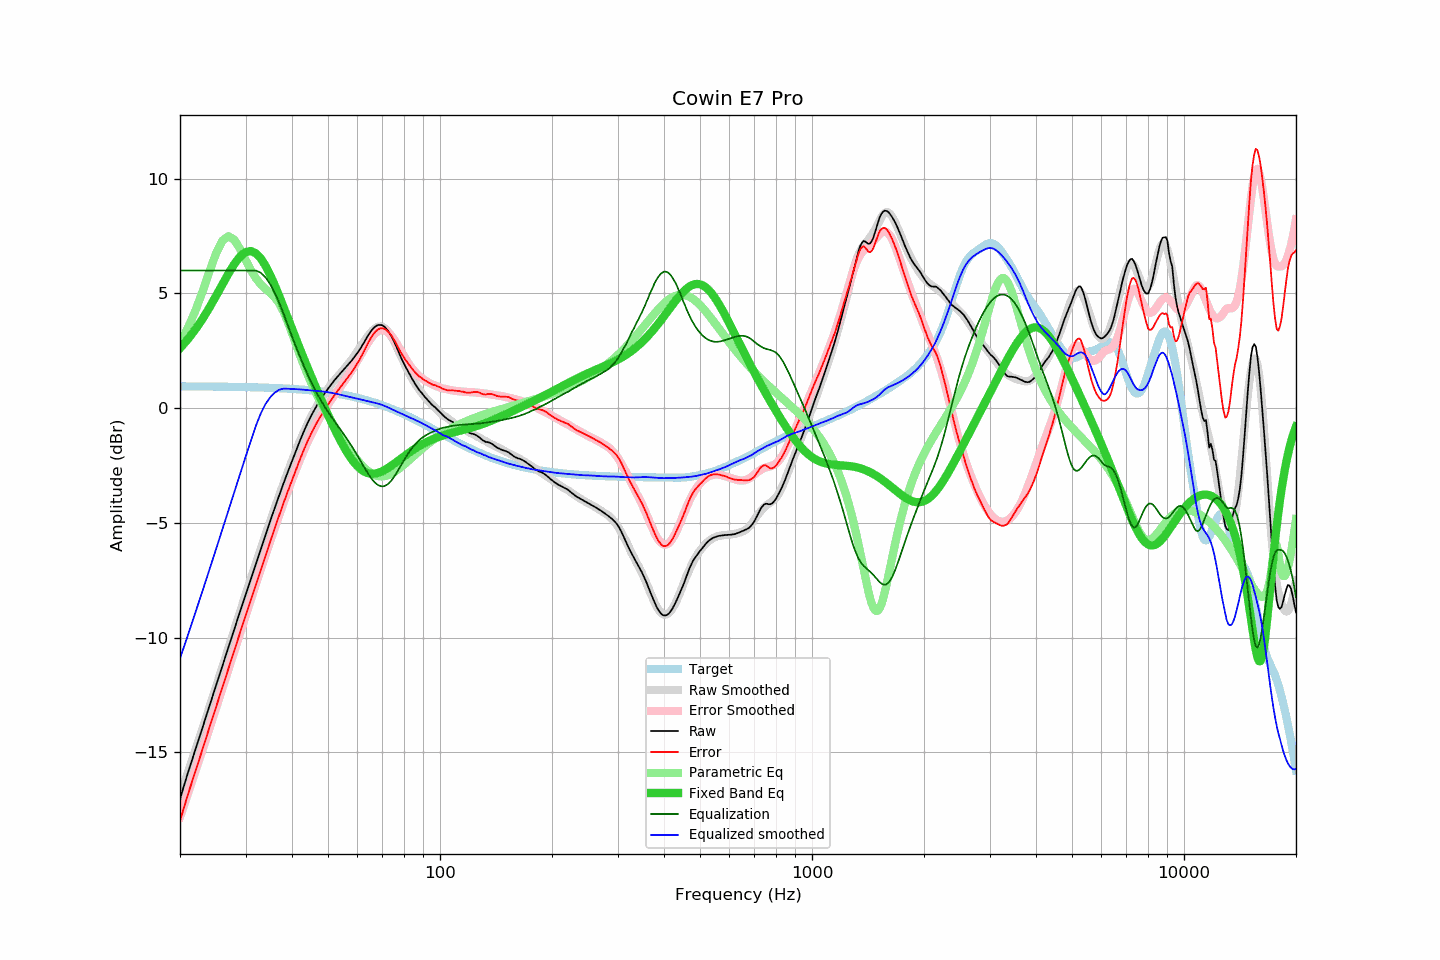 Cowin E7 Pro
Amplitude (dBr)
10
5
0
−5
−10
−15
100
1000
10000
Frequency (Hz)
Target
Raw Smoothed
Error Smoothed
Raw
Error
Parametric Eq
Fixed Band Eq
Equalization
Equalized smoothed